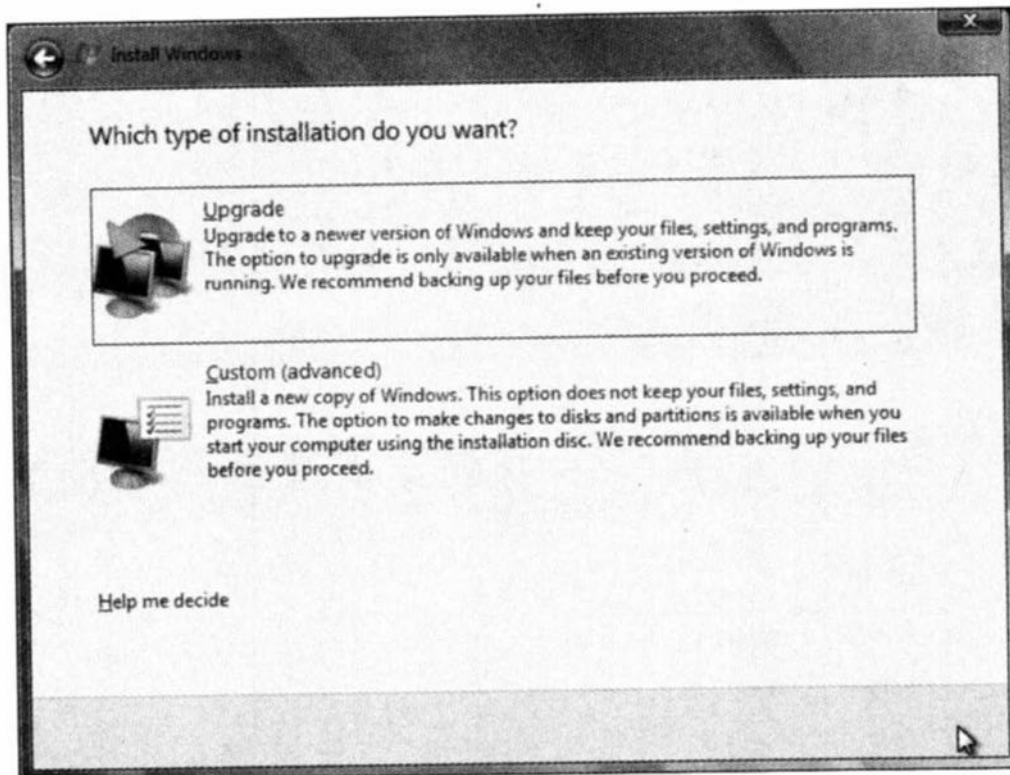 Install Windows
Which type of installation do you want?
Upgrade
Upgrade to a newer version of Windows and keep your files, settings, and programs.
The option to upgrade is only available when an existing version of Windows is
running. We recommend backing up your files before you proceed.
Custom (advanced)
Install a new copy of Windows. This option does not keep your files, settings, and
programs. The option to make changes to disks and partitions is available when you
start your computer using the installation disc. We recommend backing up your files
before you proceed.
Help me decide